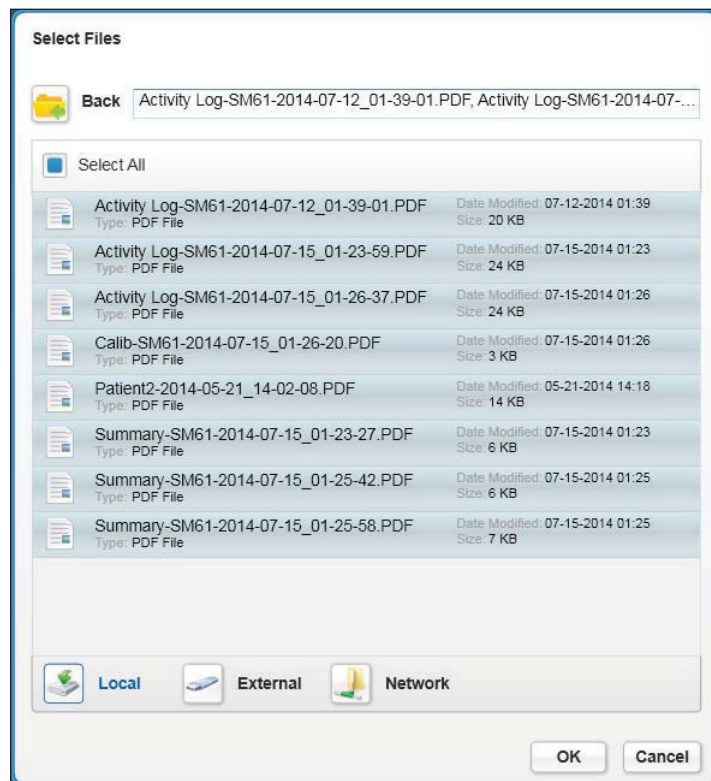 Select Files
Back Activity Log-SM61-2014-07-12_01-39-01.PDF, Activity Log-SM61-2014-07-...
Select All
Activity Log-SM61-2014-07-12_01-39-01.PDF Date Modified: 07-12-2014 01:39
Type: PDF File Size: 20 KB
Activity Log-SM61-2014-07-15_01-23-59.PDF Date Modified: 07-15-2014 01:23
Type: PDF File Size: 24 KB
Activity Log-SM61-2014-07-15_01-26-37.PDF Date Modified: 07-15-2014 01:26
Type: PDF File Size: 24 KB
Calib-SM61-2014-07-15_01-26-20.PDF Date Modified: 07-15-2014 01:26
Type: PDF File Size: 3 KB
Patient2-2014-05-21_14-02-08.PDF Date Modified: 05-21-2014 14:18
Type: PDF File Size: 14 KB
Summary-SM61-2014-07-15_01-23-27.PDF Date Modified: 07-15-2014 01:23
Type: PDF File Size: 6 KB
Summary-SM61-2014-07-15_01-25-42.PDF Date Modified: 07-15-2014 01:25
Type: PDF File Size: 6 KB
Summary-SM61-2014-07-15_01-25-58.PDF Date Modified: 07-15-2014 01:25
Type: PDF File Size: 7 KB
Local External Network
OK Cancel